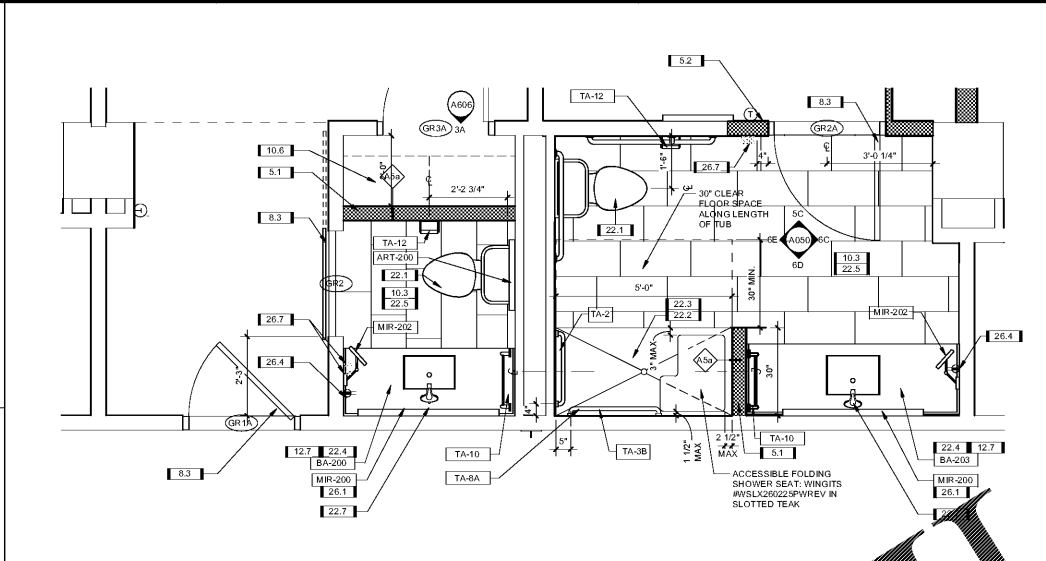 5.2
TA-12
8.3
A606
3A
GR3A
T
GR2A
10.6
5.1
2'-0"
A5a
℄
2'-2 3/4"
1'-6"
26.7
4"
℄
3'-0 1/4"
℄
30" CLEAR
FLOOR SPACE
ALONG LENGTH
OF TUB
T
8.3
TA-12
ART-200
22.1
10.3
22.5
22.1
5C
6E
A050
6C
6D
10.3
22.5
GR2
5'-0"
30" MIN.
26.7
MIR-202
22.3
22.2
TA-2
MIR-202
26.4
26.4
2'-3"
3" MAX
A5a
30"
GR1A
4"
8.3
12.7
22.4
BA-200
MIR-200
26.1
22.7
TA-10
TA-8A
5"
TA-3B
1 1/2"
MAX
2 1/2"
MAX
TA-10
5.1
ACCESSIBLE FOLDING
SHOWER SEAT: WINGITS
#WSLX260225PWREV IN
SLOTTED TEAK
22.4
12.7
BA-203
MIR-200
26.1